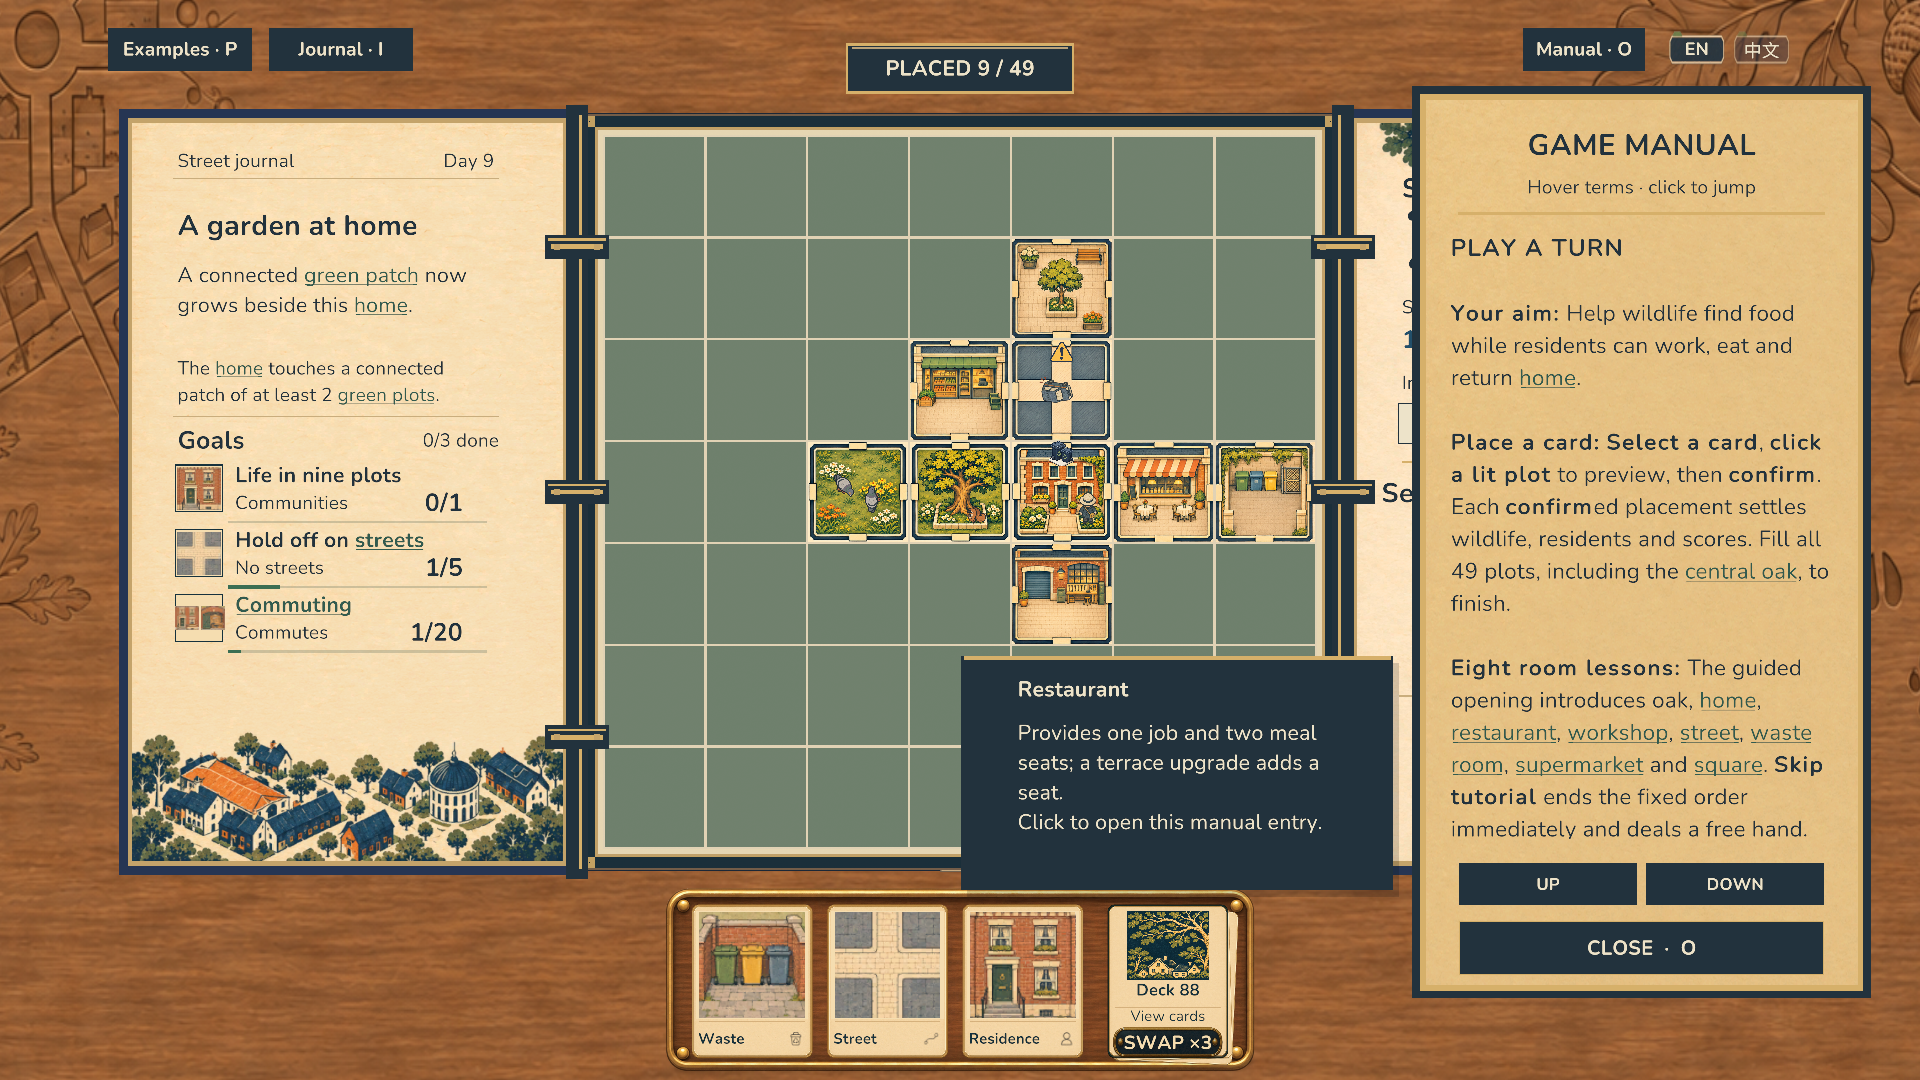 Examples · P
Journal · I
PLACED 9 / 49
Manual · O
EN
中文
Street journal
Day 9
A garden at home
A connected green patch now
grows beside this home.
The home touches a connected
patch of at least 2 green plots.
Goals
0/3 done
Life in nine plots
Communities
0/1
Hold off on streets
No streets
1/5
Commuting
Commutes
1/20
Se
Restaurant
Provides one job and two meal
seats; a terrace upgrade adds a
seat.
Click to open this manual entry.
Waste
Street
Residence
Deck 88
View cards
SWAP ×3
GAME MANUAL
Hover terms · click to jump
PLAY A TURN
Your aim: Help wildlife find food
while residents can work, eat and
return home.
Place a card: Select a card, click
a lit plot to preview, then confirm.
Each confirmed placement settles
wildlife, residents and scores. Fill all
49 plots, including the central oak, to
finish.
Eight room lessons: The guided
opening introduces oak, home,
restaurant, workshop, street, waste
room, supermarket and square. Skip
tutorial ends the fixed order
immediately and deals a free hand.
UP
DOWN
CLOSE · O